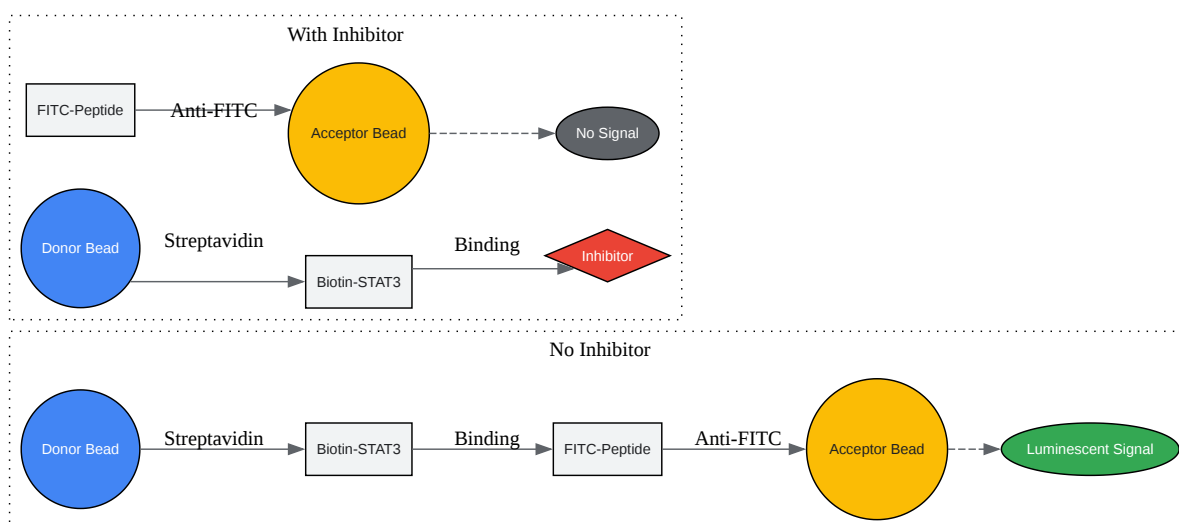 With Inhibitor
FITC-Peptide
Anti-FITC
Acceptor Bead
No Signal
Donor Bead
Streptavidin
Biotin-STAT3
Binding
Inhibitor
No Inhibitor
Donor Bead
Streptavidin
Biotin-STAT3
Binding
FITC-Peptide
Anti-FITC
Acceptor Bead
Luminescent Signal